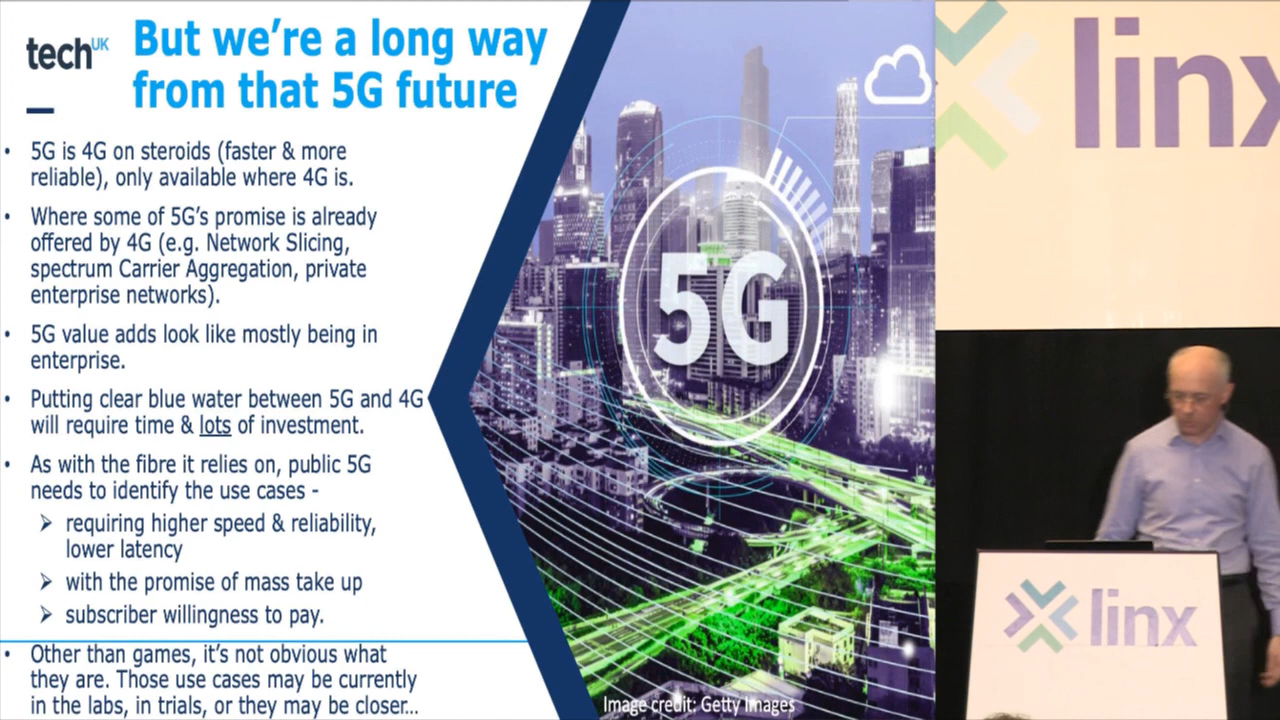 techUK
But we’re a long way
from that 5G future
• 5G is 4G on steroids (faster & more
reliable), only available where 4G is.
• Where some of 5G’s promise is already
offered by 4G (e.g. Network Slicing,
spectrum Carrier Aggregation, private
enterprise networks).
• 5G value adds look like mostly being in
enterprise.
• Putting clear blue water between 5G and 4G
will require time & lots of investment.
• As with the fibre it relies on, public 5G
needs to identify the use cases -
➢ requiring higher speed & reliability,
lower latency
➢ with the promise of mass take up
➢ subscriber willingness to pay.
• Other than games, it’s not obvious what
they are. Those use cases may be currently
in the labs, in trials, or they may be closer...
5G
Image credit: Getty Images
linx
linx